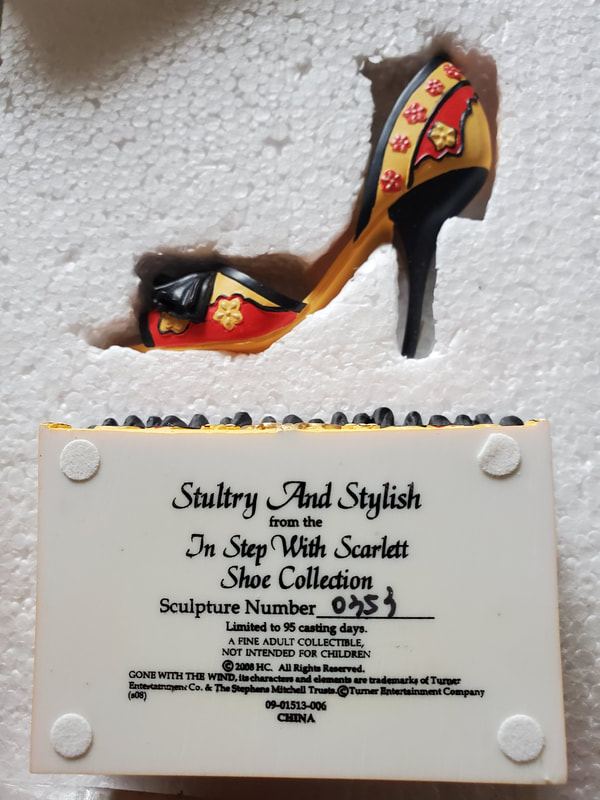 Stultry And Stylish
from the
In Step With Scarlett
Shoe Collection
Sculpture Number 0353
Limited to 95 casting days.
A FINE ADULT COLLECTIBLE,
NOT INTENDED FOR CHILDREN
©2008 HC. All Rights Reserved.
GONE WITH THE WIND, its characters and elements are trademarks of Turner
Entertainment Co. & The Stephens Mitchell Trusts.©Turner Entertainment Company
(s08)
09-01513-006
CHINA